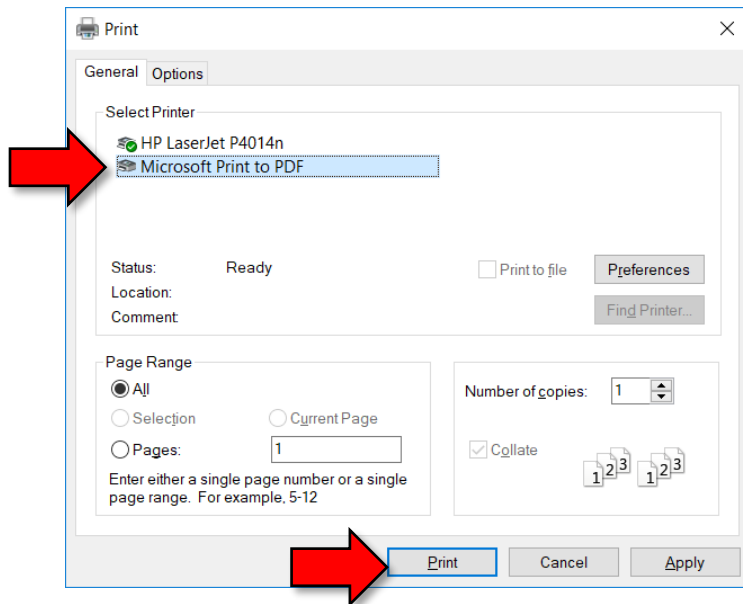 Print
General Options
Select Printer
HP LaserJet P4014n
Microsoft Print to PDF
Status: Ready
Location:
Comment:
Print to file
Preferences
Find Printer...
Page Range
All
Selection Current Page
Pages: 1
Enter either a single page number or a single
page range. For example, 5-12
Number of copies: 1
Collate
1 2 3 1 2 3
Print Cancel Apply